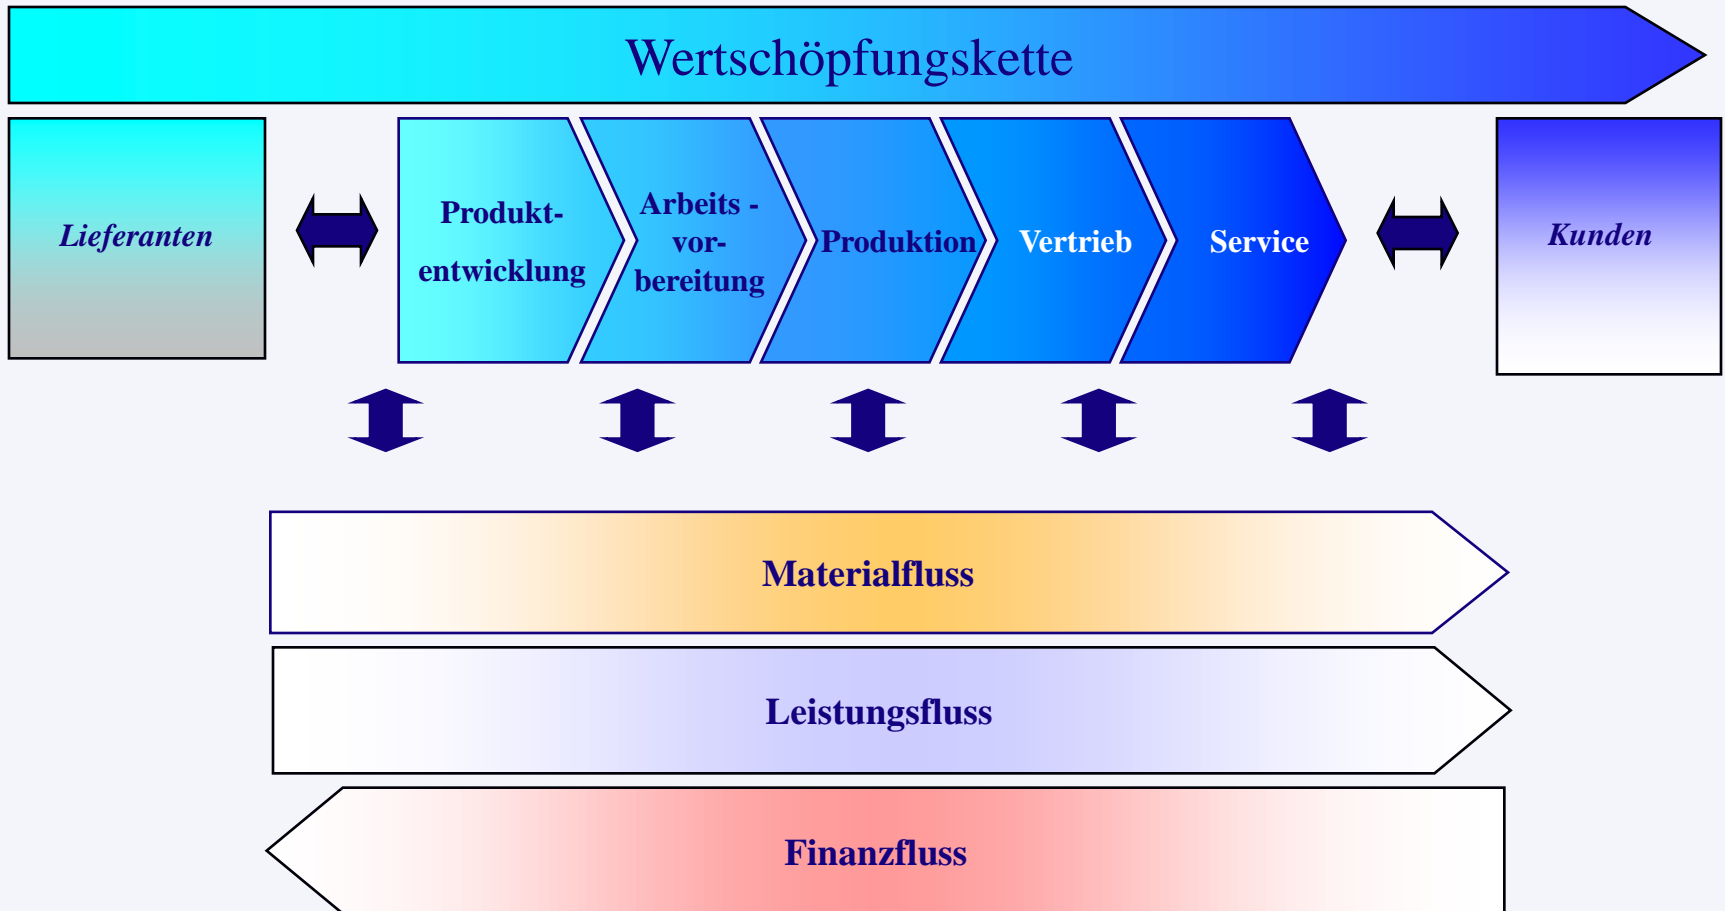 Wertschöpfungskette
Lieferanten
Produkt-
entwicklung
Arbeits -
vor-
bereitung
Produktion
Vertrieb
Service
Kunden
Materialfluss
Leistungsfluss
Finanzfluss